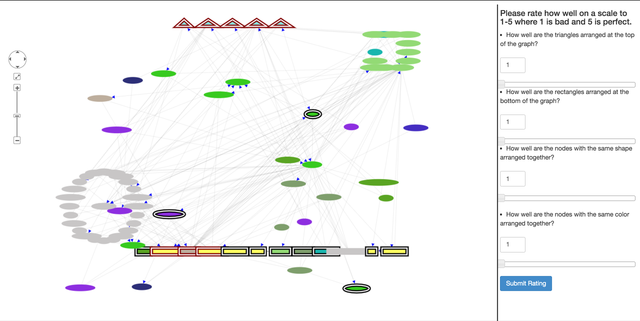 Please rate how well on a scale to
1-5 where 1 is bad and 5 is perfect.
• How well are the triangles arranged at the top
of the graph?
1
• How well are the rectangles arranged at the
bottom of the graph?
1
• How well are the nodes with the same shape
arranged together?
1
• How well are the nodes with the same color
arranged together?
1
Submit Rating